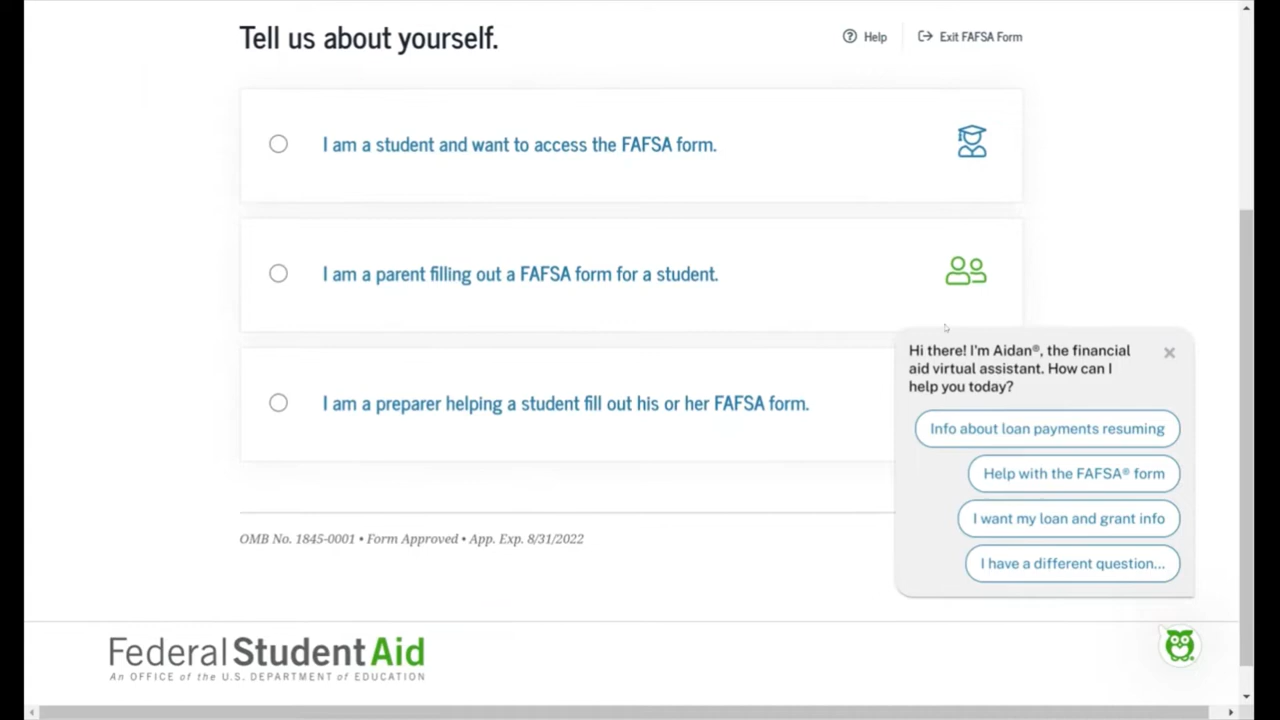 Tell us about yourself.
Help
Exit FAFSA Form
I am a student and want to access the FAFSA form.
I am a parent filling out a FAFSA form for a student.
I am a preparer helping a student fill out his or her FAFSA form.
Hi there! I'm Aidan®, the financial
aid virtual assistant. How can I
help you today?
Info about loan payments resuming
Help with the FAFSA® form
I want my loan and grant info
I have a different question...
OMB No. 1845-0001 • Form Approved • App. Exp. 8/31/2022
Federal Student Aid
An OFFICE of the U.S. DEPARTMENT of EDUCATION